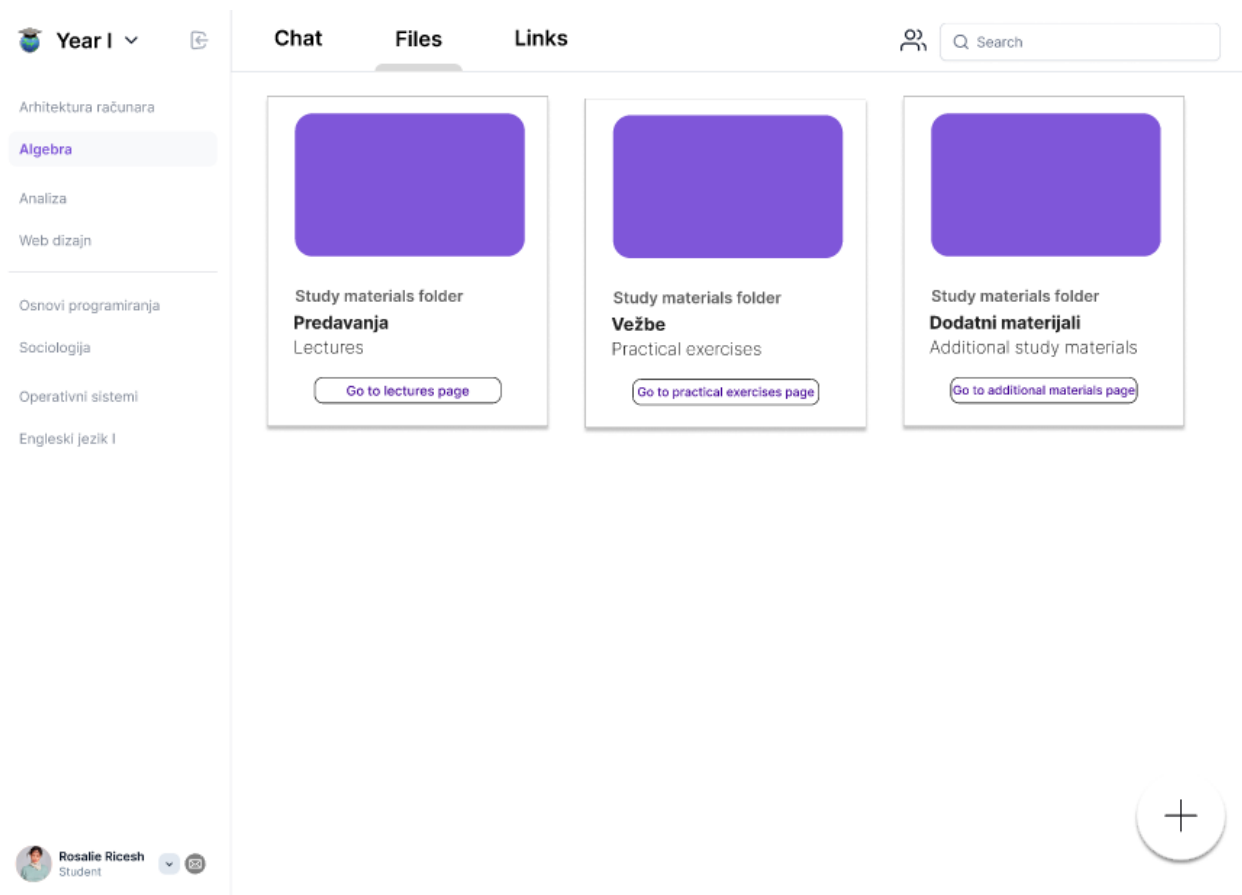 Year I
Chat
Files
Links
Search
Arhitektura računara
Algebra
Analiza
Web dizajn
Osnovi programiranja
Sociologija
Operativni sistemi
Engleski jezik I
Study materials folder
Predavanja
Lectures
Go to lectures page
Study materials folder
Vežbe
Practical exercises
Go to practical exercises page
Study materials folder
Dodatni materijali
Additional study materials
Go to additional materials page
Rosalie Ricesh
Student